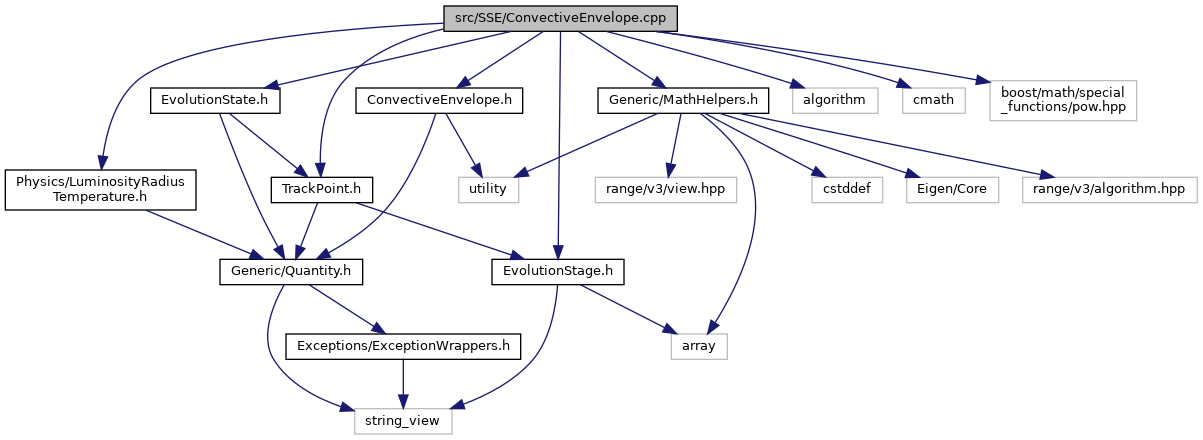 src/SSE/ConvectiveEnvelope.cpp
EvolutionState.h
ConvectiveEnvelope.h
Generic/MathHelpers.h
algorithm
cmath
boost/math/special
_functions/pow.hpp
Physics/LuminosityRadius
Temperature.h
TrackPoint.h
utility
range/v3/view.hpp
cstddef
Eigen/Core
range/v3/algorithm.hpp
Generic/Quantity.h
EvolutionStage.h
Exceptions/ExceptionWrappers.h
array
string_view